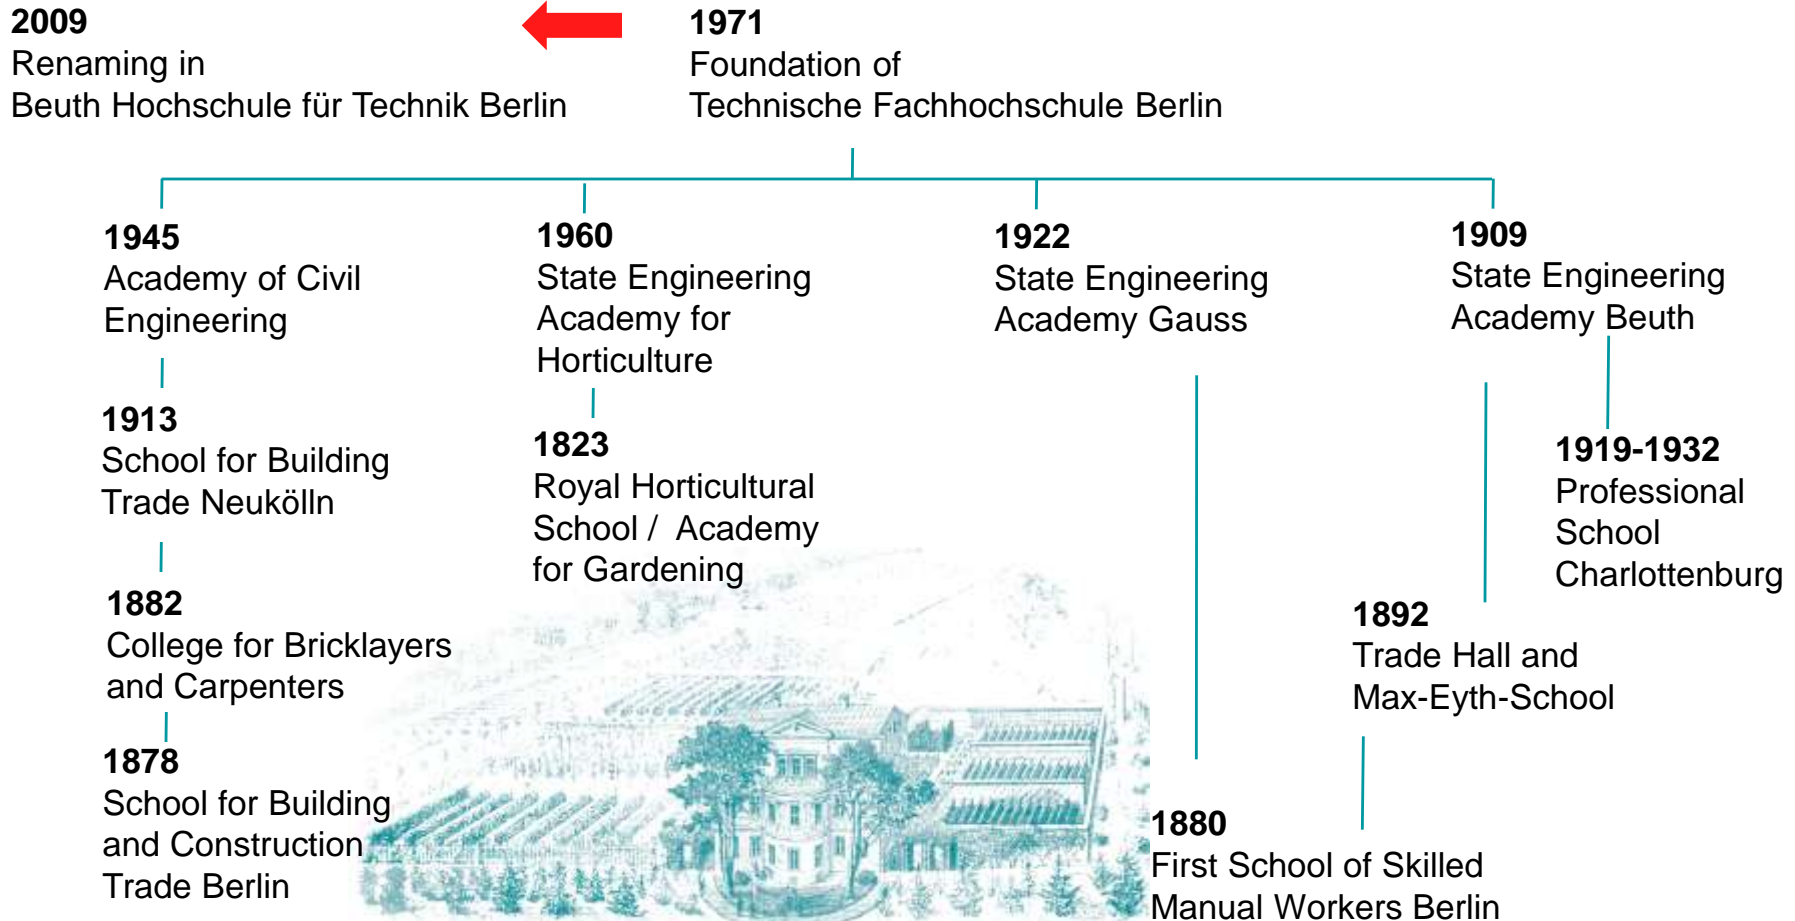 2009
Renaming in
Beuth Hochschule für Technik Berlin
1971
Foundation of
Technische Fachhochschule Berlin
1945
Academy of Civil
Engineering
1913
School for Building
Trade Neukölln
1882
College for Bricklayers
and Carpenters
1878
School for Building
and Construction
Trade Berlin
1960
State Engineering
Academy for
Horticulture
1823
Royal Horticultural
School / Academy
for Gardening
1922
State Engineering
Academy Gauss
1909
State Engineering
Academy Beuth
1919-1932
Professional
School
Charlottenburg
1892
Trade Hall and
Max-Eyth-School
1880
First School of Skilled
Manual Workers Berlin